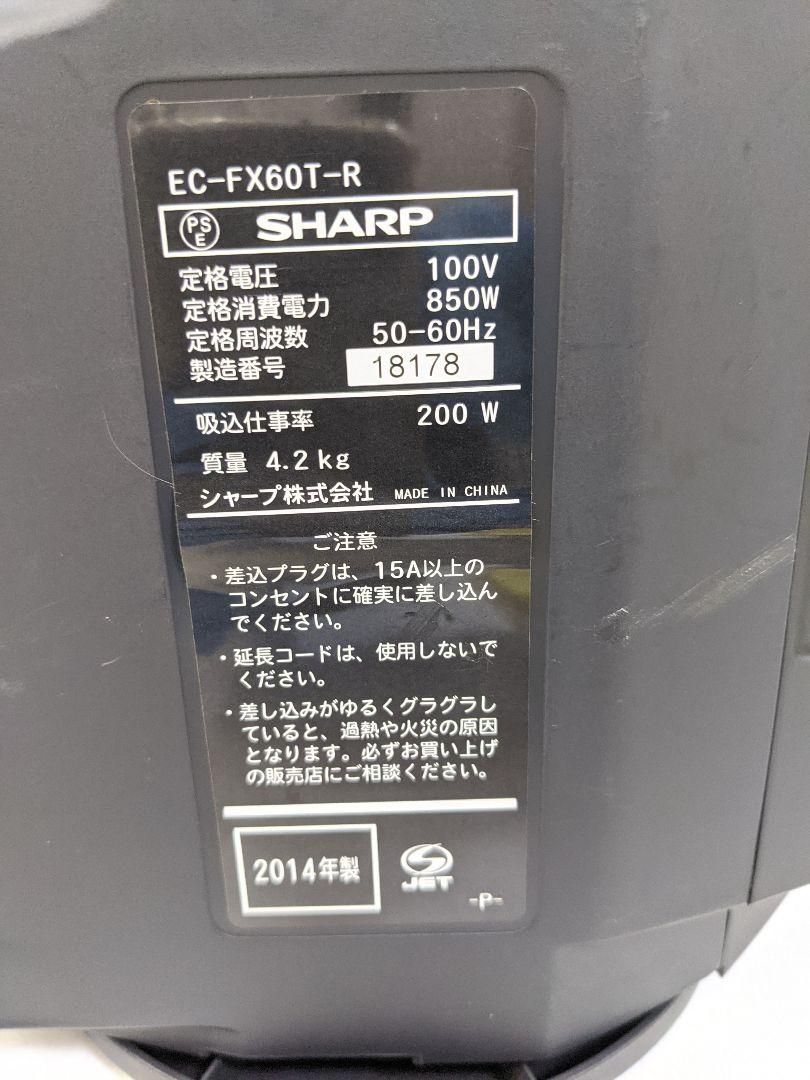 EC-FX60T-R
PSE SHARP
定格電圧 100V
定格消費電力 850W
定格周波数 50-60Hz
製造番号 18178
吸込仕事率 200 W
質量 4.2kg
シャープ株式会社 MADE IN CHINA
ご注意
・差込プラグは、15A以上の
コンセントに確実に差し込ん
でください。
・延長コードは、使用しないで
ください。
・差し込みがゆるくグラグラし
ていると、過熱や火災の原因
となります。必ずお買い上げ
の販売店にご相談ください。
2014年製 JET
-P-